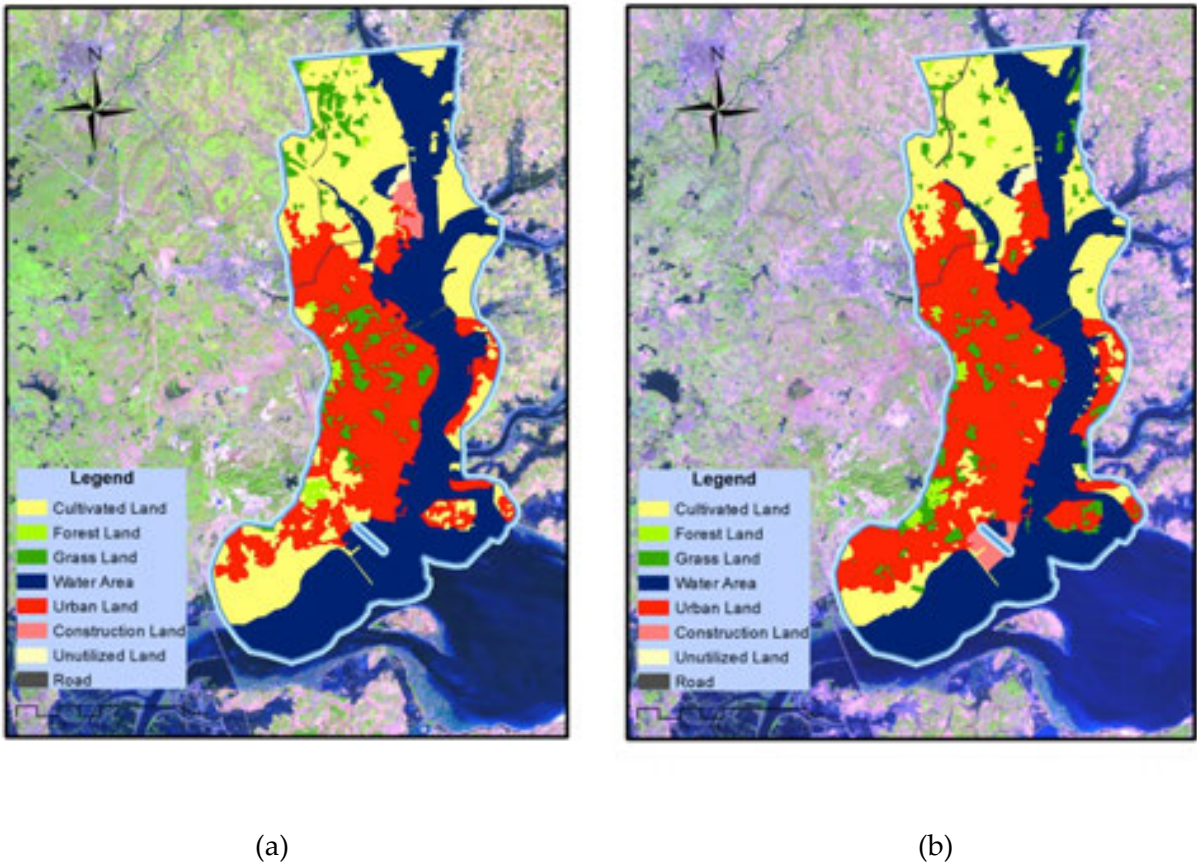 N
N
Legend
Cultivated Land
Forest Land
Grass Land
Water Area
Urban Land
Construction Land
Unutilized Land
Road
Legend
Cultivated Land
Forest Land
Grass Land
Water Area
Urban Land
Construction Land
Unutilized Land
Road
(a)
(b)